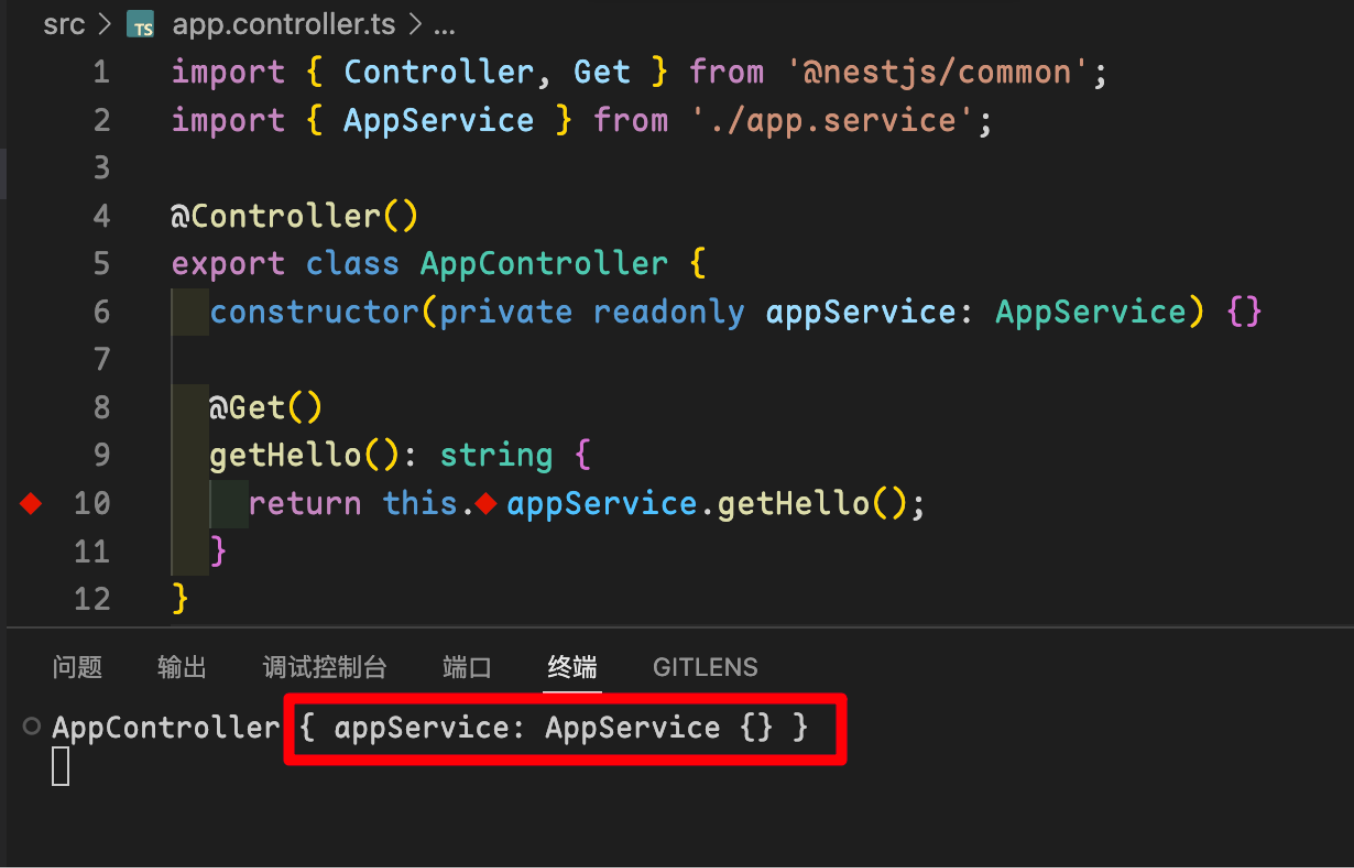 src > TS app.controller.ts > ...
1 import { Controller, Get } from '@nestjs/common';
2 import { AppService } from './app.service';
3
4 @Controller()
5 export class AppController {
6   constructor(private readonly appService: AppService) {}
7
8   @Get()
9   getHello(): string {
10     return this.appService.getHello();
11   }
12 }
问题 输出 调试控制台 端口 终端 GITLENS
AppController { appService: AppService {} }